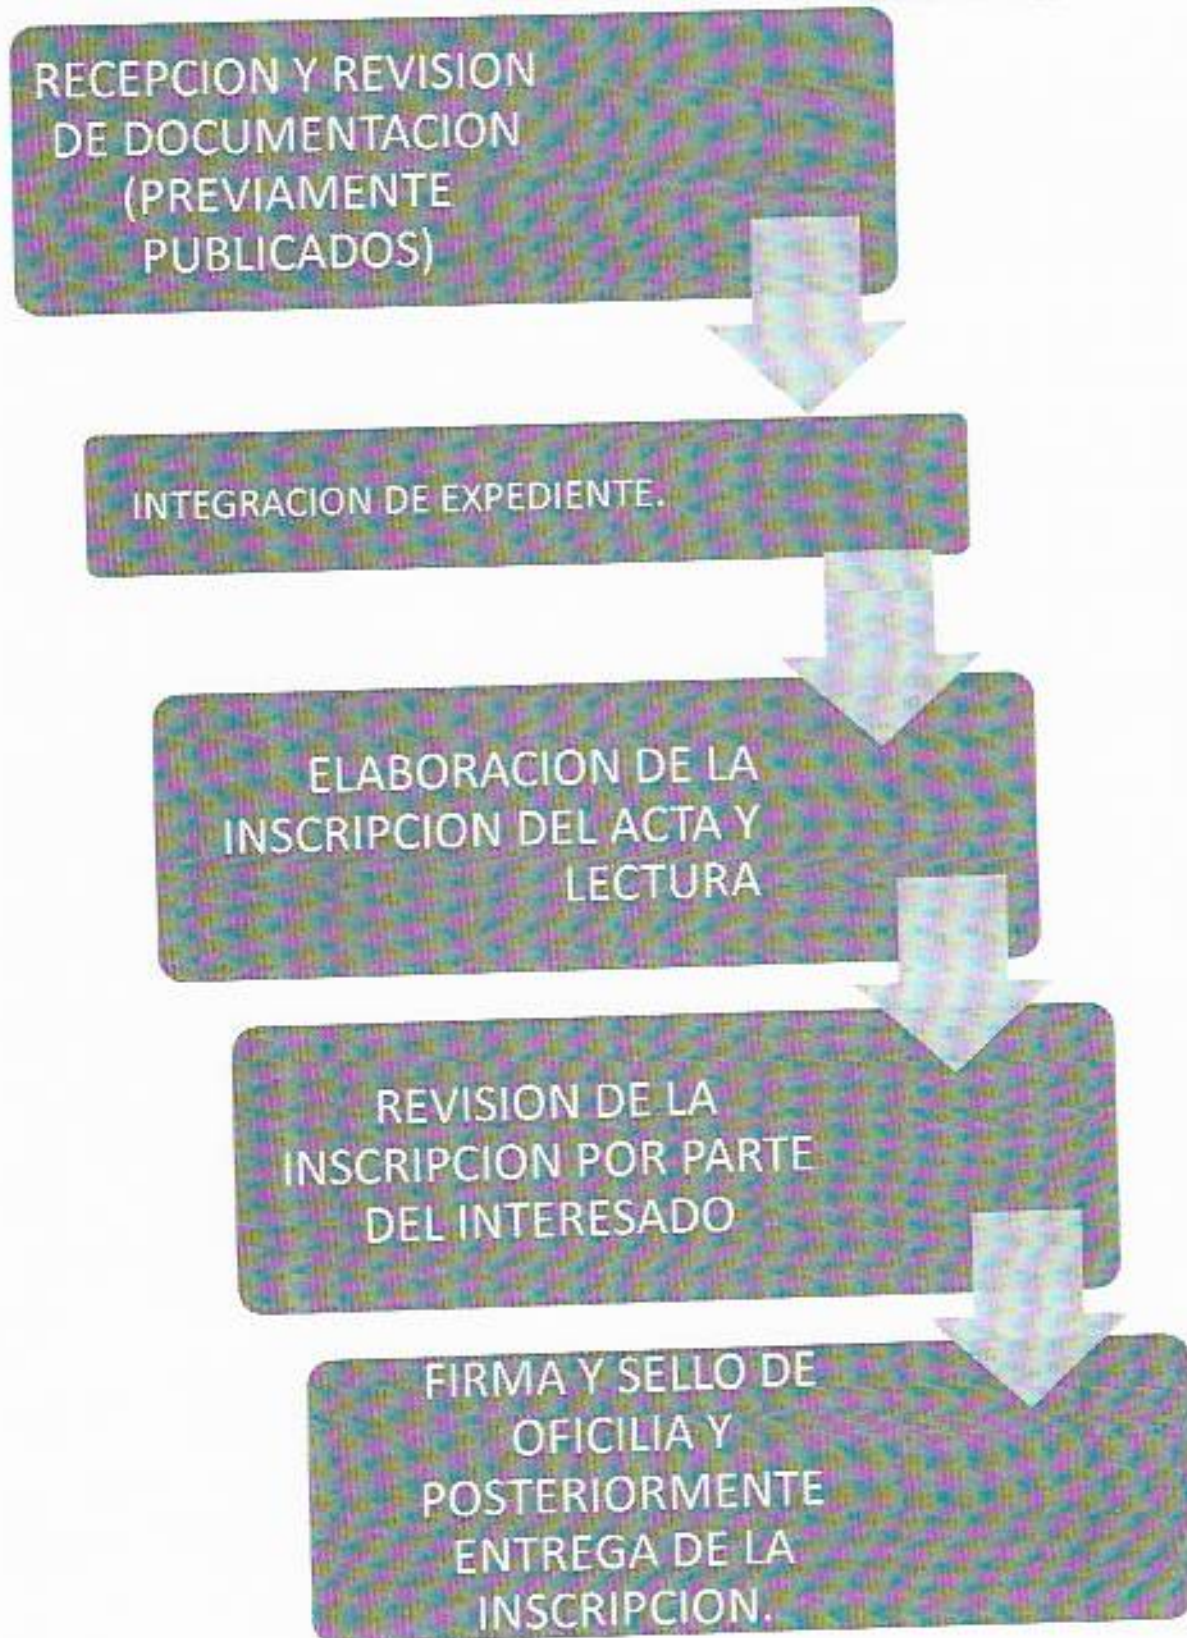 RECEPCION Y REVISION
DE DOCUMENTACION
(PREVIAMENTE
PUBLICADOS)
INTEGRACION DE EXPEDIENTE.
ELABORACION DE LA
INSCRIPCION DEL ACTA Y
LECTURA
REVISION DE LA
INSCRIPCION POR PARTE
DEL INTERESADO
FIRMA Y SELLO DE
OFICILIA Y
POSTERIORMENTE
ENTREGA DE LA
INSCRIPCION.